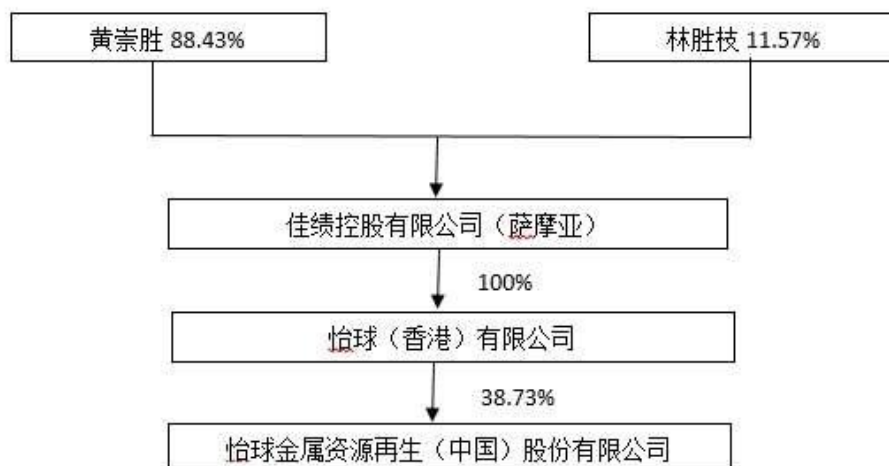 黄崇胜 88.43%
林胜枝 11.57%
佳绩控股有限公司（萨摩亚）
100%
怡球（香港）有限公司
38.73%
怡球金属资源再生（中国）股份有限公司